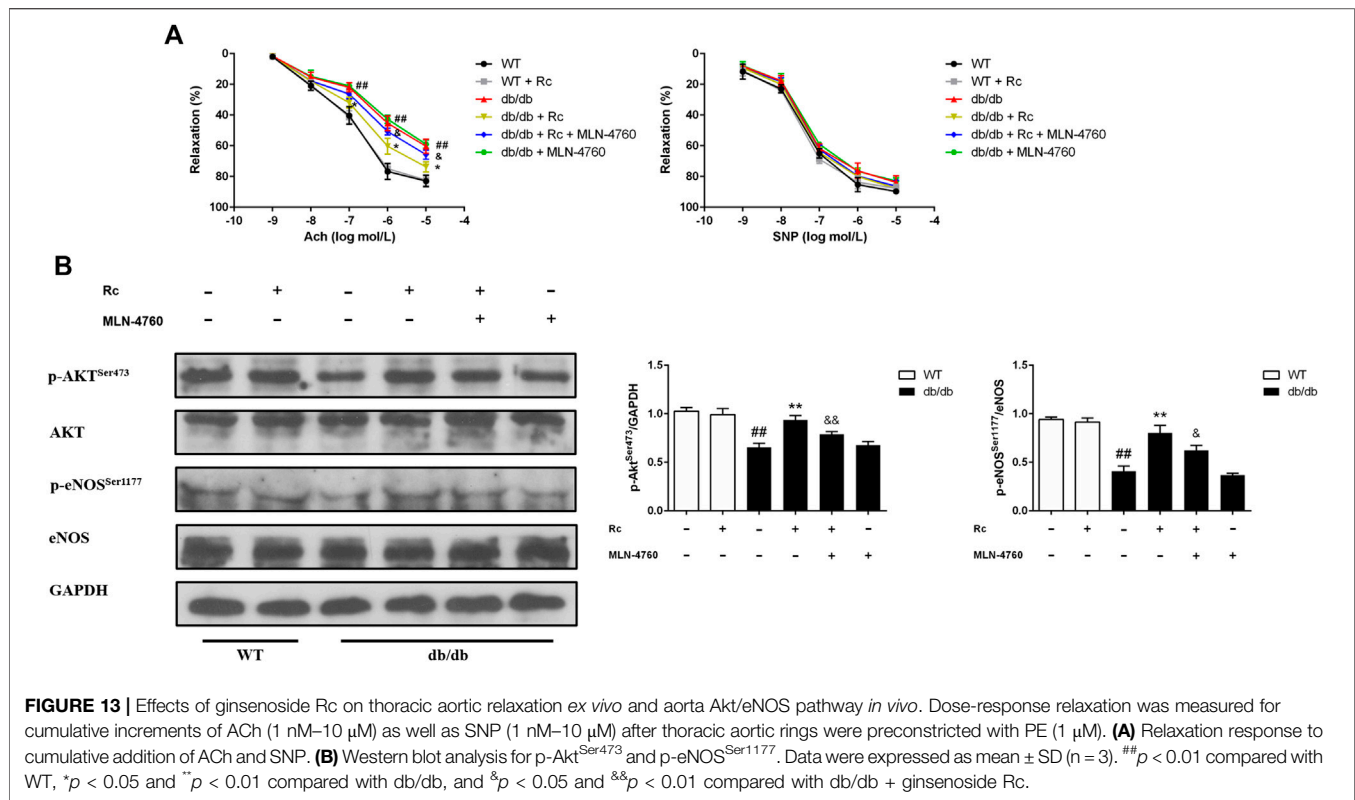 A
0
20
40
60
80
100
Relaxation (%)
-10 -9 -8 -7 -6 -5 -4
Ach (log mol/L)
##
*
##
&
*
##
&
*
WT
WT + Rc
db/db
db/db + Rc
db/db + Rc + MLN-4760
db/db + MLN-4760
0
20
40
60
80
100
Relaxation (%)
-10 -9 -8 -7 -6 -5 -4
SNP (log mol/L)
WT
WT + Rc
db/db
db/db + Rc
db/db + Rc + MLN-4760
db/db + MLN-4760
B
Rc – + – + + –
MLN-4760 – – – – + +
p-AKTSer473
AKT
p-eNOSSer1177
eNOS
GAPDH
WT db/db
p-AktSer473/GAPDH
1.5
1.0
0.5
0.0
## ** &&
WT
db/db
Rc – + – + + –
MLN-4760 – – – – + +
p-eNOSSer1177/eNOS
1.5
1.0
0.5
0.0
## ** &
WT
db/db
Rc – + – + + –
MLN-4760 – – – – + +
FIGURE 13 | Effects of ginsenoside Rc on thoracic aortic relaxation ex vivo and aorta Akt/eNOS pathway in vivo. Dose-response relaxation was measured for
cumulative increments of ACh (1 nM–10 μM) as well as SNP (1 nM–10 μM) after thoracic aortic rings were preconstricted with PE (1 μM). (A) Relaxation response to
cumulative addition of ACh and SNP. (B) Western blot analysis for p-AktSer473 and p-eNOSSer1177. Data were expressed as mean ± SD (n = 3). ##p < 0.01 compared with
WT, *p < 0.05 and **p < 0.01 compared with db/db, and &p < 0.05 and &&p < 0.01 compared with db/db + ginsenoside Rc.